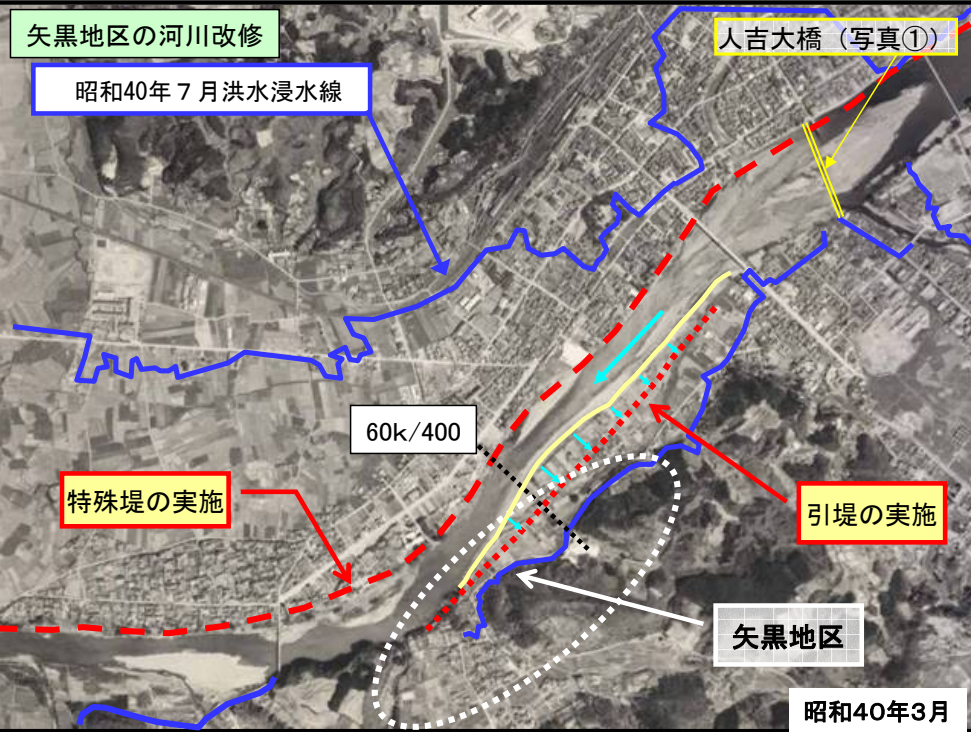 矢黒地区の河川改修
人吉大橋（写真①）
昭和40年７月洪水浸水線
60k/400
特殊堤の実施
引堤の実施
矢黒地区
昭和40年3月